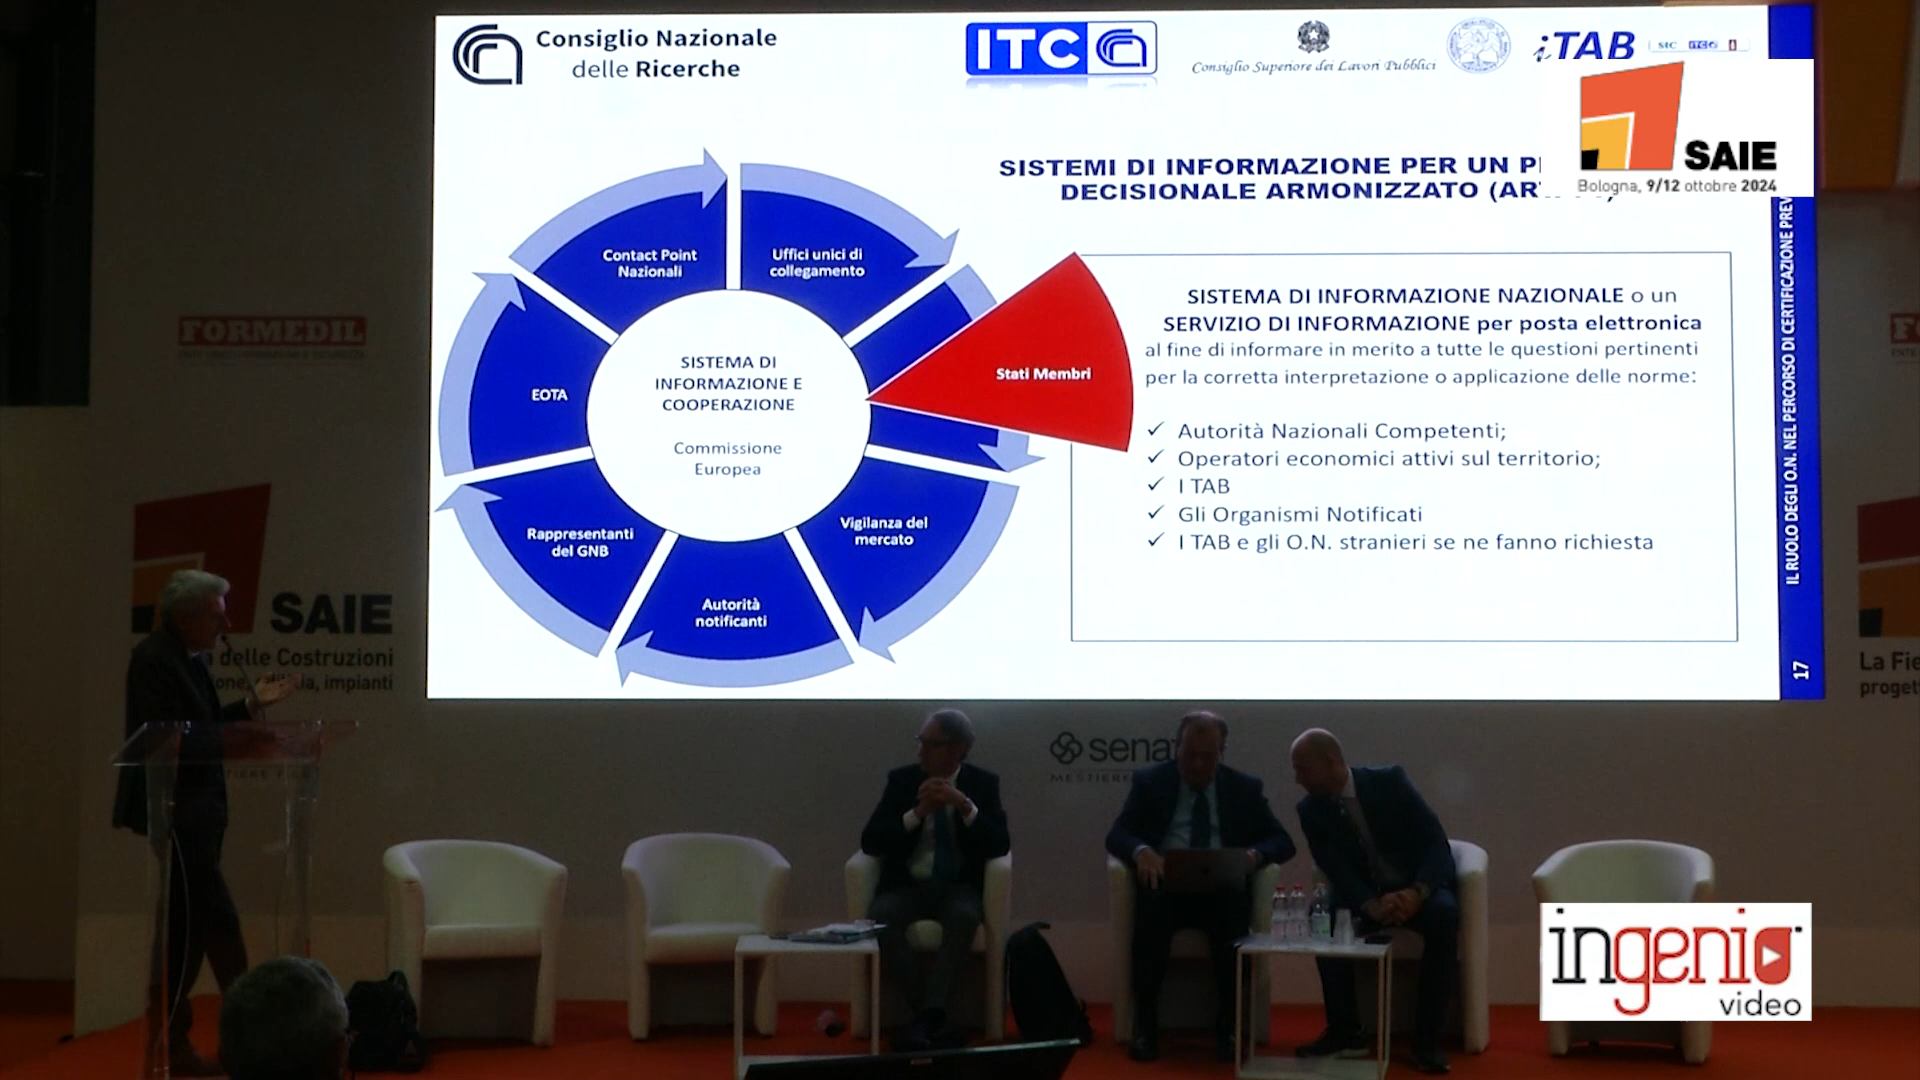 Consiglio Nazionale
delle Ricerche
ITC
Consiglio Superiore dei Lavori Pubblici
iTAB
STC ITC
SAIE
Bologna, 9/12 ottobre 2024
SISTEMI DI INFORMAZIONE PER UN
DECISIONALE ARMONIZZATO
Contact Point
Nazionali
Uffici unici di
collegamento
Stati Membri
EOTA
SISTEMA DI
INFORMAZIONE E
COOPERAZIONE
Commissione
Europea
Rappresentanti
del GNB
Vigilanza del
mercato
Autorità
notificanti
SISTEMA DI INFORMAZIONE NAZIONALE o un
SERVIZIO DI INFORMAZIONE per posta elettronica
al fine di informare in merito a tutte le questioni pertinenti
per la corretta interpretazione o applicazione delle norme:
✓ Autorità Nazionali Competenti;
✓ Operatori economici attivi sul territorio;
✓ I TAB
✓ Gli Organismi Notificati
✓ I TAB e gli O.N. stranieri se ne fanno richiesta
IL RUOLO DEGLI O.N. NEL PERCORSO DI CERTIFICAZIONE PREV
17
FORMEDIL
SAIE
delle Costruzioni
impianti
sena
MESTIER
La Fie
proget
ingenio
video